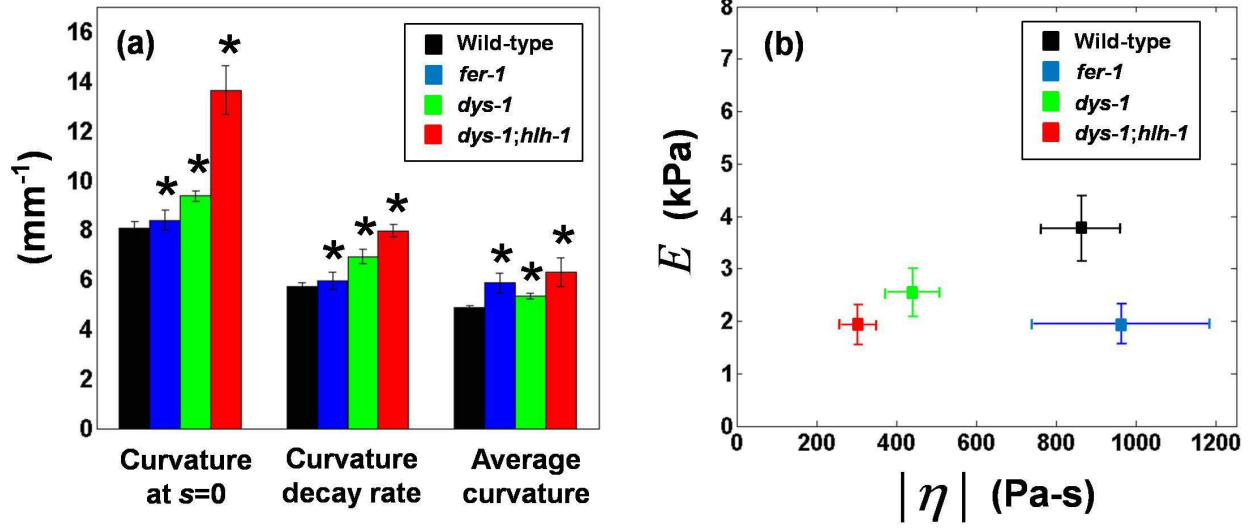 (a)
Wild-type
fer-1
dys-1
dys-1;hlh-1
*
*
*
*
*
*
*
*
*
(mm⁻¹)
16
14
12
10
8
6
4
2
0
Curvature
at s=0
Curvature
decay rate
Average
curvature
(b)
Wild-type
fer-1
dys-1
dys-1;hlh-1
E (kPa)
8
7
6
5
4
3
2
1
0
0 200 400 600 800 1000 1200
|η| (Pa-s)